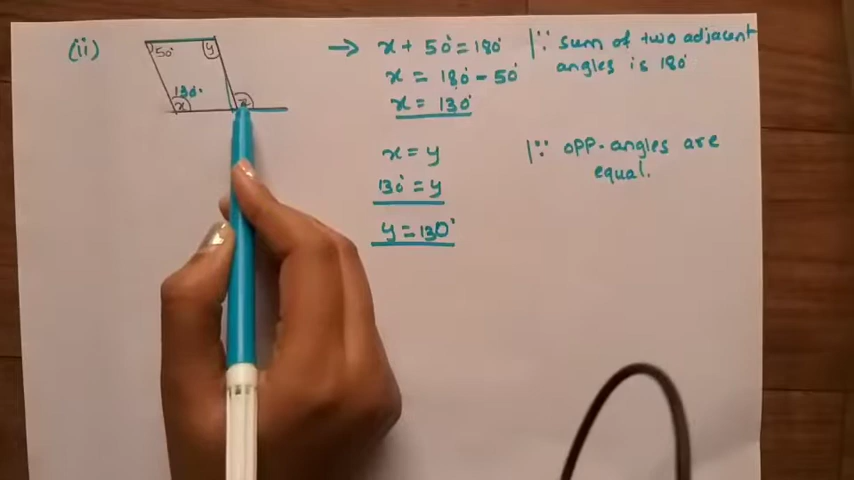 (ii)
50°
y
130°
x
z
→ x + 50° = 180° |∵ sum of two adjacent
angles is 180°
x = 180° - 50°
x = 130°
x = y |∵ opp. angles are
equal.
130° = y
y = 130°